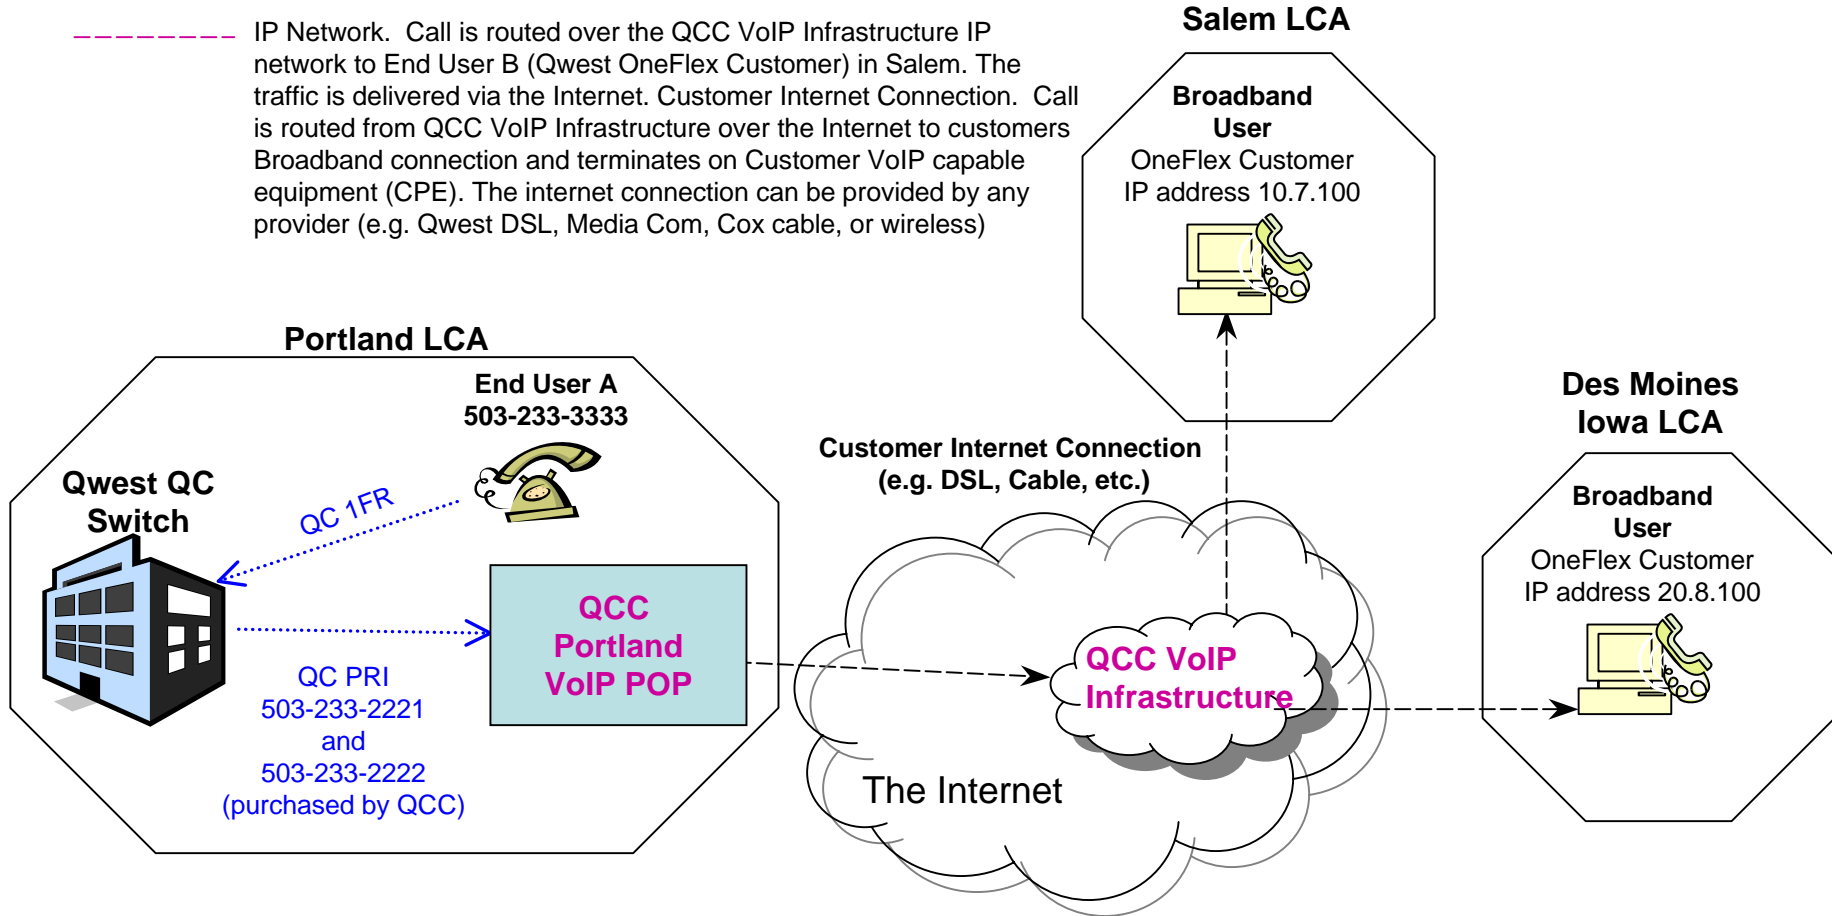 IP Network.  Call is routed over the QCC VoIP Infrastructure IP
network to End User B (Qwest OneFlex Customer) in Salem. The
traffic is delivered via the Internet. Customer Internet Connection.  Call
is routed from QCC VoIP Infrastructure over the Internet to customers
Broadband connection and terminates on Customer VoIP capable
equipment (CPE). The internet connection can be provided by any
provider (e.g. Qwest DSL, Media Com, Cox cable, or wireless)
Salem LCA
Broadband
User
OneFlex Customer
IP address 10.7.100
Portland LCA
End User A
503-233-3333
Qwest QC
Switch
QC 1FR
QCC
Portland
VoIP POP
QC PRI
503-233-2221
and
503-233-2222
(purchased by QCC)
Customer Internet Connection
(e.g. DSL, Cable, etc.)
QCC VoIP
Infrastructure
The Internet
Des Moines
Iowa LCA
Broadband
User
OneFlex Customer
IP address 20.8.100